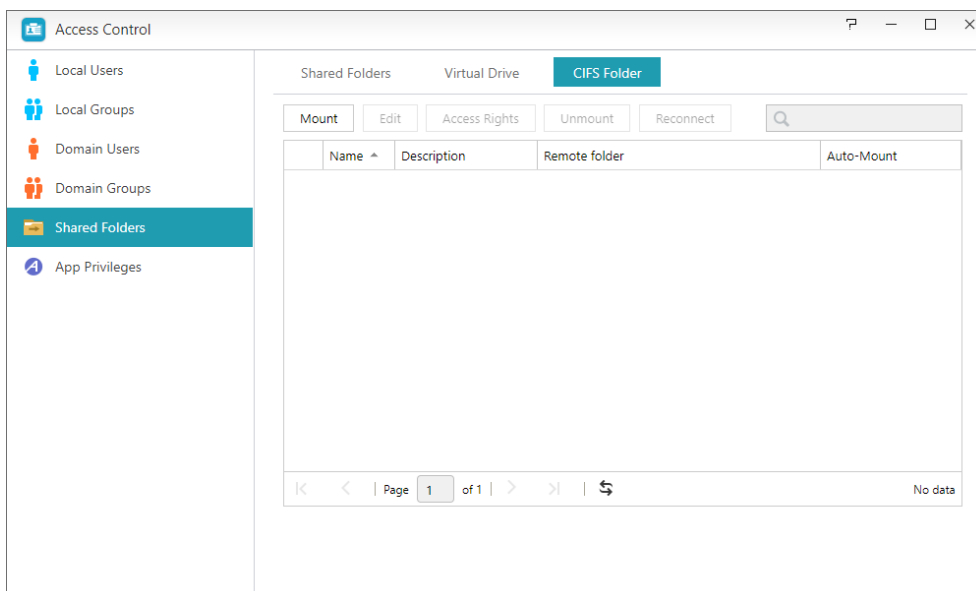 Access Control
Local Users
Local Groups
Domain Users
Domain Groups
Shared Folders
App Privileges
Shared Folders Virtual Drive CIFS Folder
Mount Edit Access Rights Unmount Reconnect
Name Description Remote folder Auto-Mount
Page 1 of 1 No data